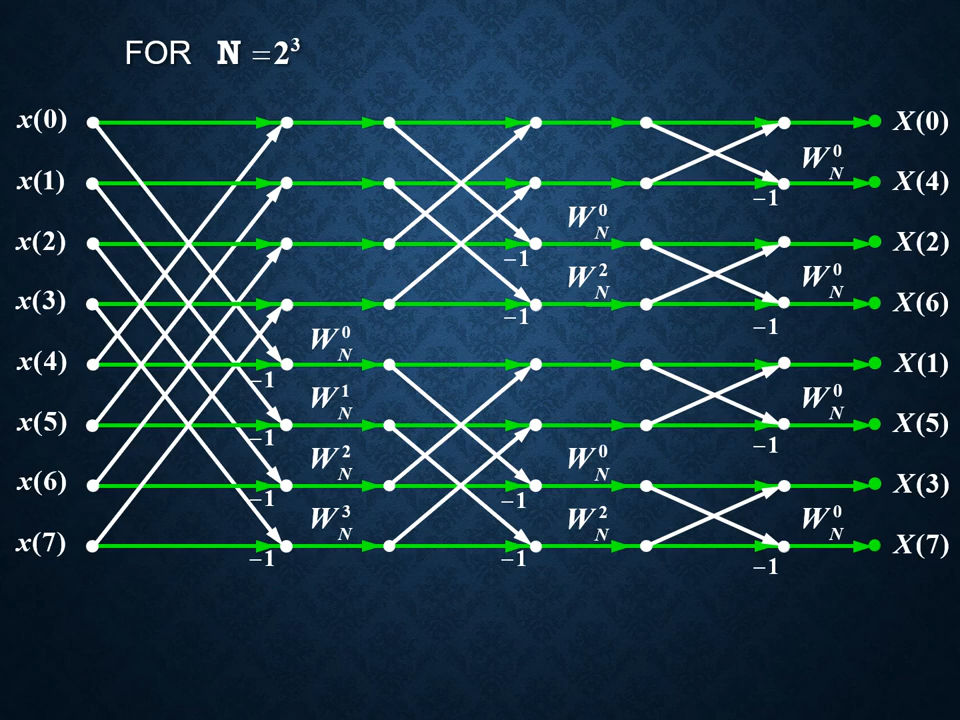 FOR N = 2³
x(0) X(0)
W_N^0
x(1) −1 X(4)
W_N^0
x(2) −1 X(2)
W_N^2 W_N^0
x(3) −1 −1 X(6)
W_N^0
x(4) −1 X(1)
W_N^1 W_N^0
x(5) −1 −1 X(5)
W_N^2 W_N^0
x(6) −1 −1 X(3)
W_N^3 W_N^2 W_N^0
x(7) −1 −1 −1 X(7)